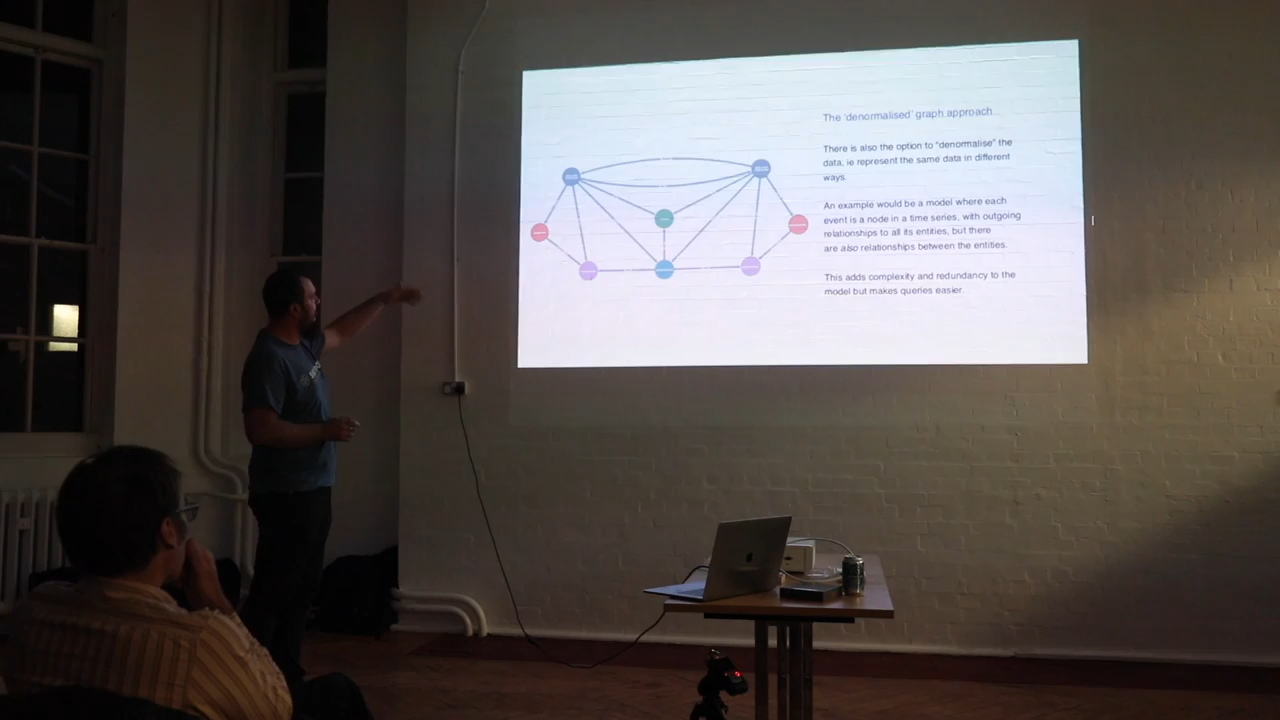 The 'denormalised' graph approach
There is also the option to "denormalise" the
data, ie represent the same data in different
ways.
An example would be a model where each
event is a node in a time series, with outgoing
relationships to all its entities, but there
are also relationships between the entities.
This adds complexity and redundancy to the
model but makes queries easier.